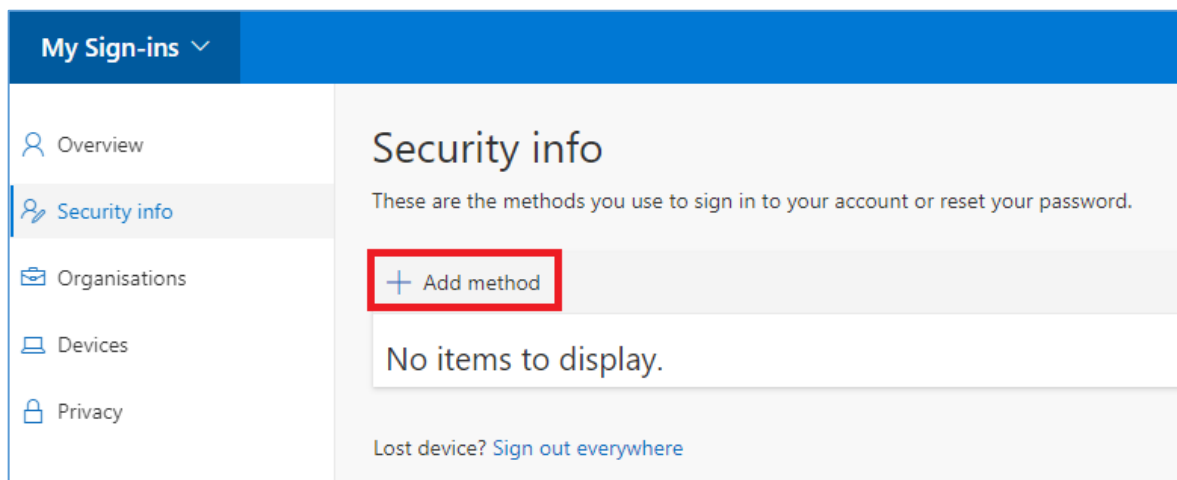 My Sign-ins
Overview
Security info
Organisations
Devices
Privacy
Security info
These are the methods you use to sign in to your account or reset your password.
Add method
No items to display.
Lost device? Sign out everywhere